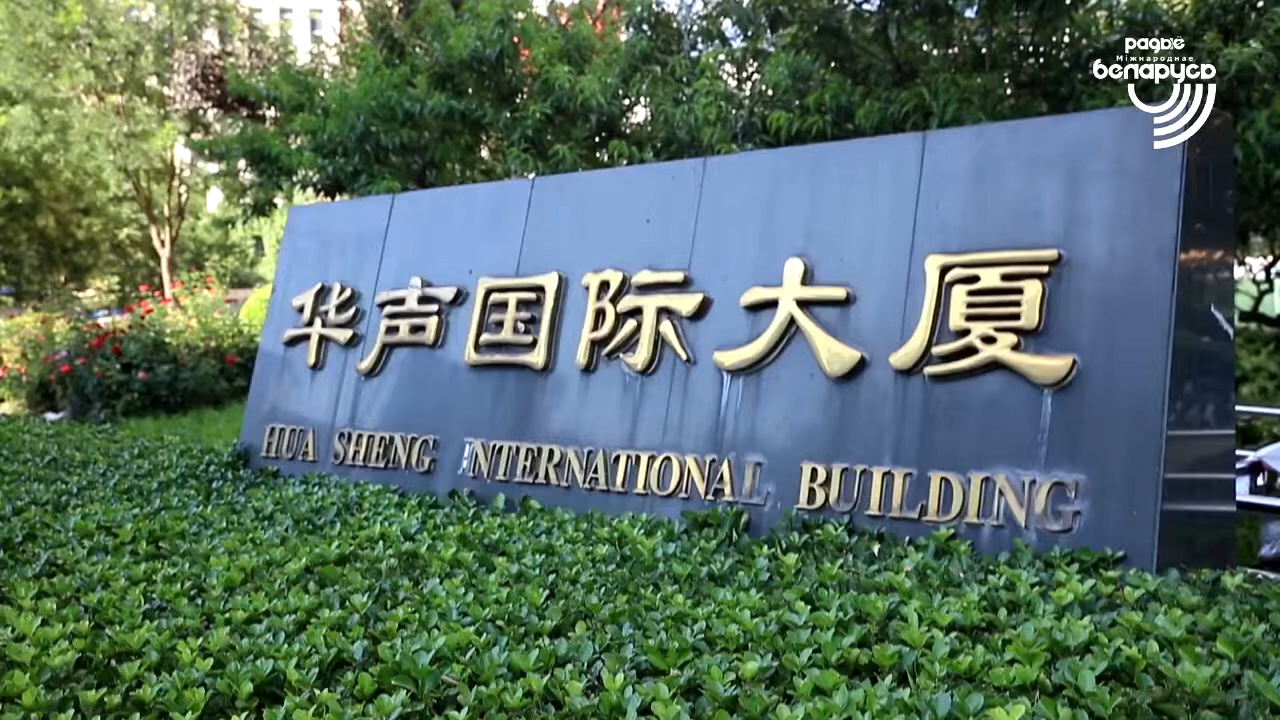 радыё
Міжнароднае
беларусь
华声国际大厦
HUA SHENG INTERNATIONAL BUILDING